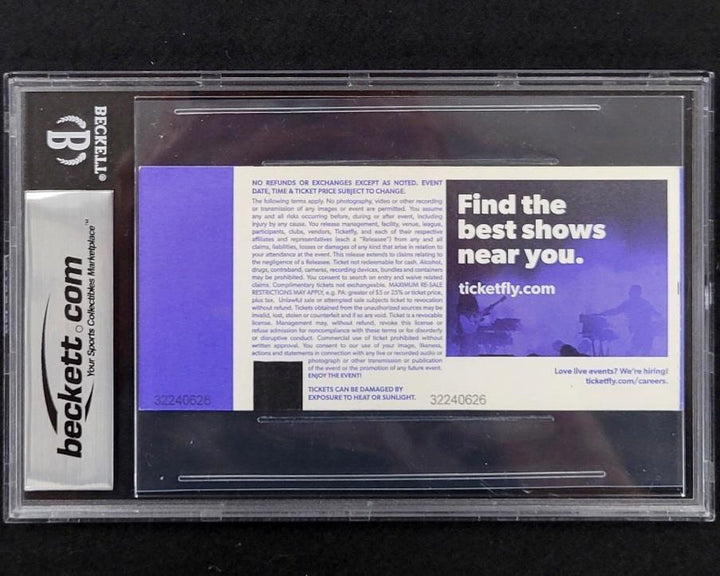 BECKETT®
B
beckett.com
Your Sports Collectibles Marketplace™
NO REFUNDS OR EXCHANGES EXCEPT AS NOTED. EVENT
DATE, TIME & TICKET PRICE SUBJECT TO CHANGE.
The following terms apply. No photography, video or other recording
or transmission of any images or event are permitted. You assume
any and all risks occurring before, during or after event, including
injury by any cause. You release management, facility, venue, league,
participants, clubs, vendors, Ticketfly, and each of their respective
affiliates and representatives (each a "Releasee") from any and all
claims, liabilities, losses or damages of any kind that arise in relation to
your attendance at the event. This release extends to claims relating to
the negligence of a Releasee. Ticket not redeemable for cash. Alcohol,
drugs, contraband, cameras, recording devices, bundles and containers
may be prohibited. You consent to search on entry and waive related
claims. Complimentary tickets not exchangeable. MAXIMUM RE-SALE
RESTRICTIONS MAY APPLY, e.g. PA: greater of $5 or 25% or ticket price,
plus tax. Unlawful sale or attempted sale subjects ticket to revocation
without refund. Tickets obtained from the unauthorized sources may be
invalid, lost, stolen or counterfeit and if so are void. Ticket is a revocable
license. Management may, without refund, revoke this license or
refuse admission for noncompliance with these terms or for disorderly
or disruptive conduct. Commercial use of ticket prohibited without
written approval. You consent to our use of your image, likeness,
actions and statements in connection with any live or recorded audio or
photograph or other transmission or publication
of the event or the promotion of any future event.
ENJOY THE EVENT!
TICKETS CAN BE DAMAGED BY
EXPOSURE TO HEAT OR SUNLIGHT.
32240626
32240626
Find the
best shows
near you.
ticketfly.com
Love live events? We're hiring!
ticketfly.com/careers.